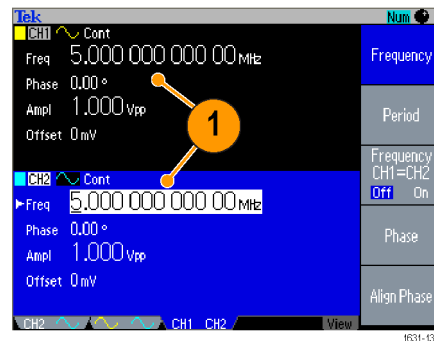 Tek
Num
CH1 Cont
Freq 5.000 000 000 00 MHz
Phase 0.00 °
Ampl 1.000 Vpp
Offset 0 mV
1
CH2 Cont
Freq 5.000 000 000 00 MHz
Phase 0.00 °
Ampl 1.000 Vpp
Offset 0 mV
CH2 CH1 CH2 View
Frequency
Period
Frequency
CH1=CH2
Off On
Phase
Align Phase
1631-13